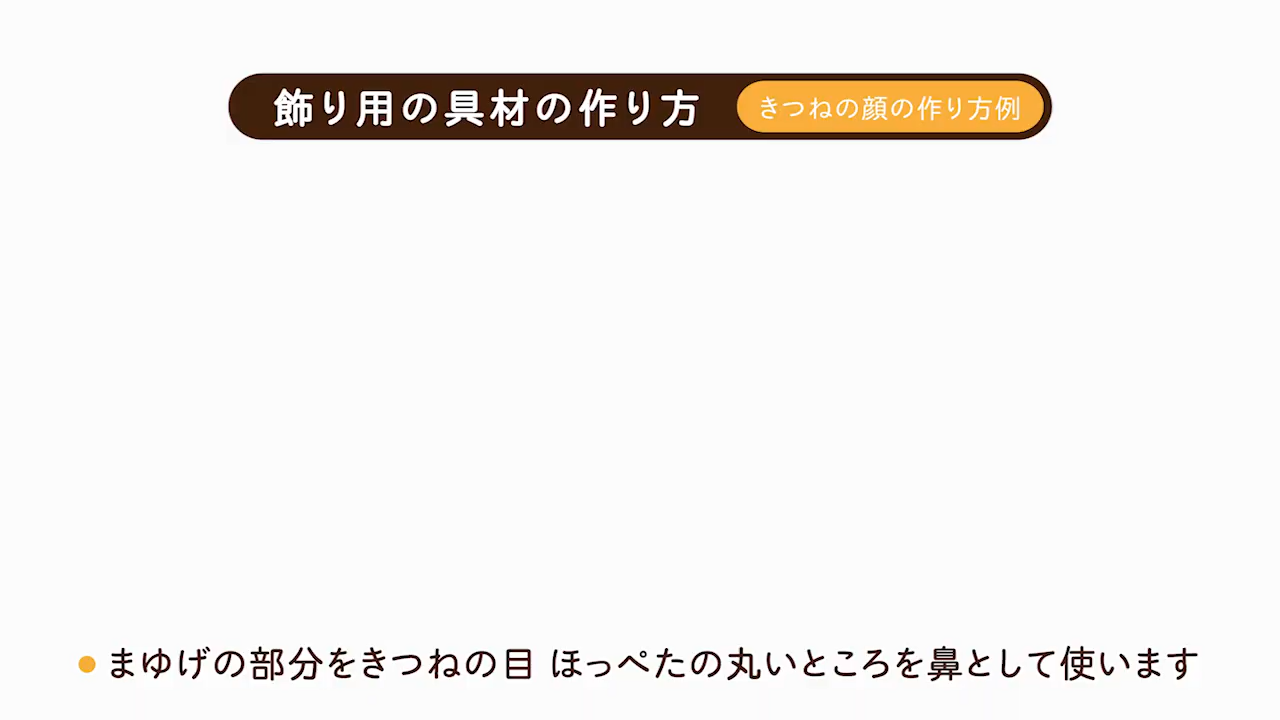 飾り用の具材の作り方 きつねの顔の作り方例
まゆげの部分をきつねの目 ほっぺたの丸いところを鼻として使います